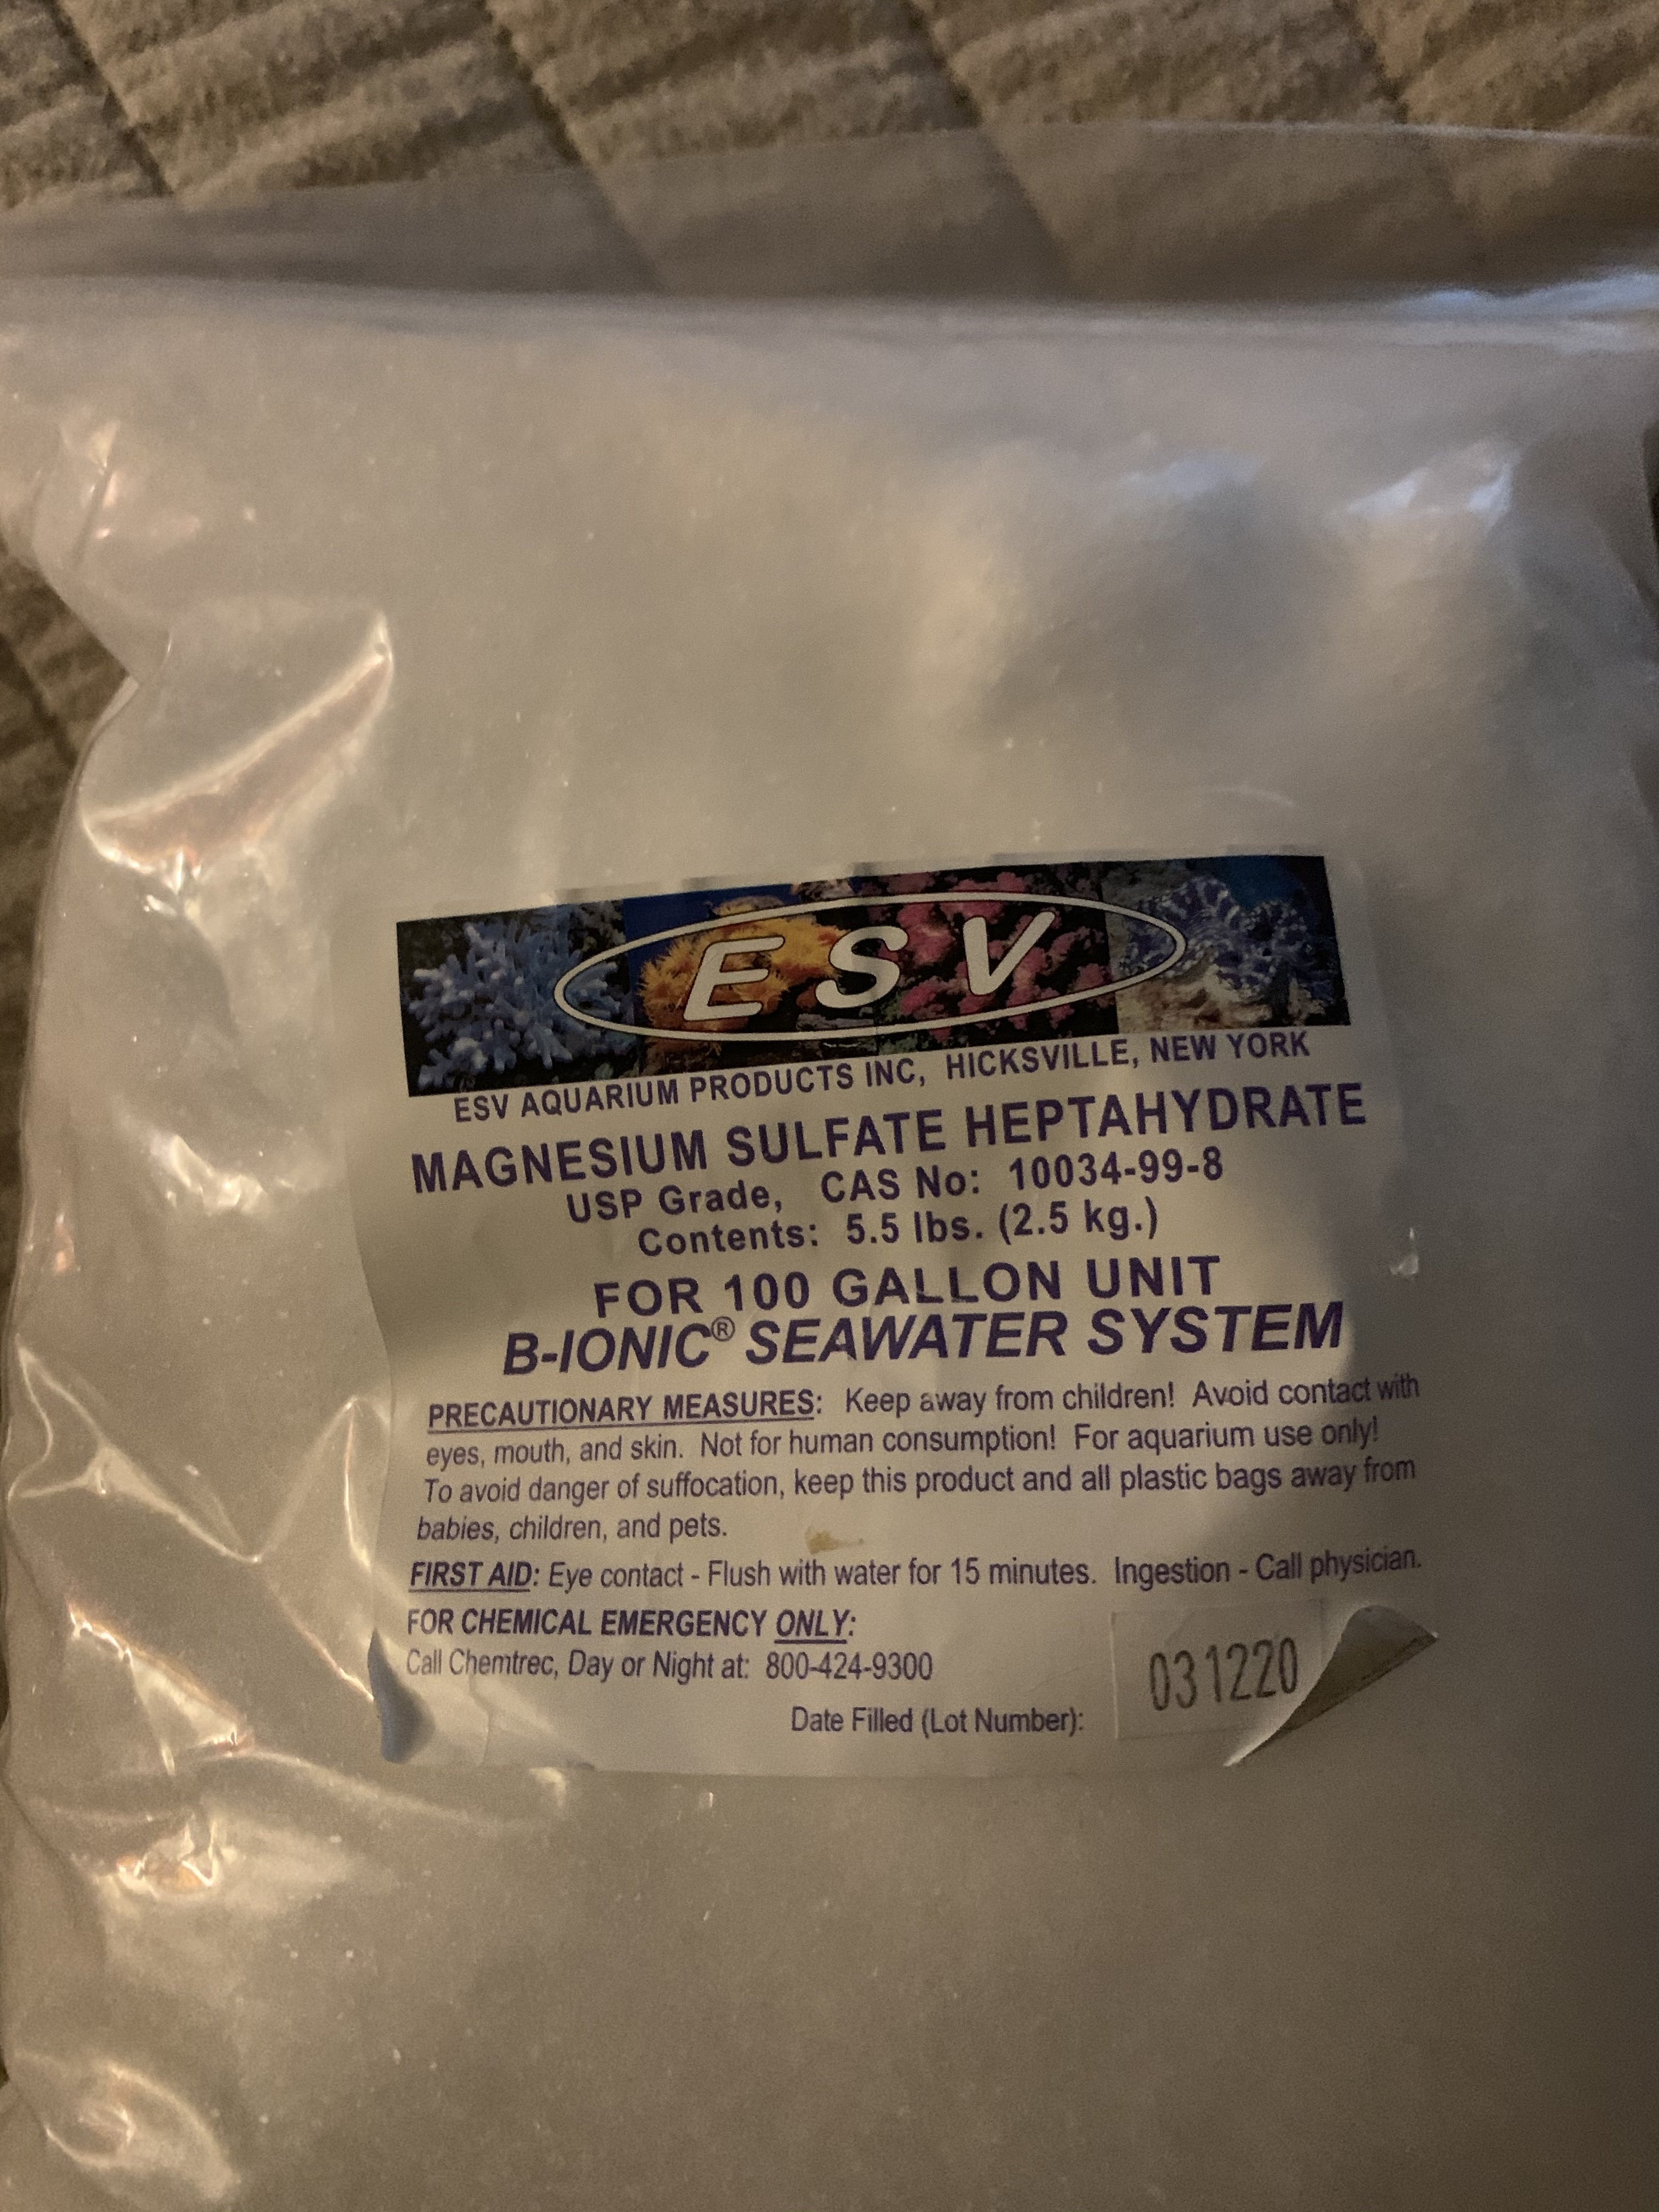 ESV
ESV AQUARIUM PRODUCTS INC, HICKSVILLE, NEW YORK
MAGNESIUM SULFATE HEPTAHYDRATE
USP Grade, CAS No: 10034-99-8
Contents: 5.5 lbs. (2.5 kg.)
FOR 100 GALLON UNIT
B-IONIC® SEAWATER SYSTEM
PRECAUTIONARY MEASURES: Keep away from children! Avoid contact with
eyes, mouth, and skin. Not for human consumption! For aquarium use only!
To avoid danger of suffocation, keep this product and all plastic bags away from
babies, children, and pets.
FIRST AID: Eye contact - Flush with water for 15 minutes. Ingestion - Call physician.
FOR CHEMICAL EMERGENCY ONLY:
Call Chemtrec, Day or Night at: 800-424-9300
Date Filled (Lot Number): 031220